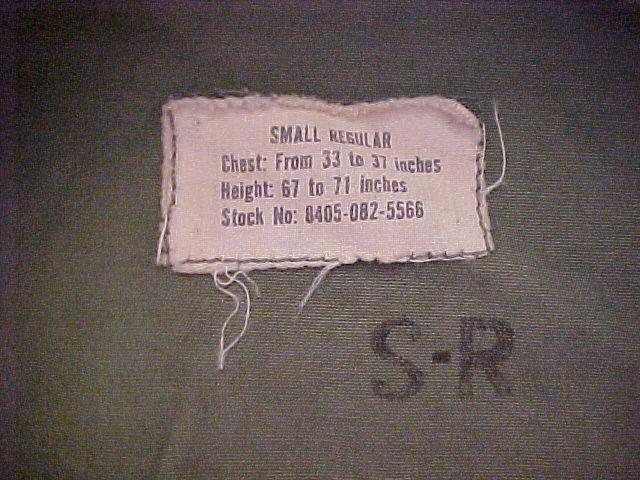 SMALL REGULAR
Chest: From 33 to 37 inches
Height: 67 to 71 inches
Stock No: 8405-082-5566
S-R